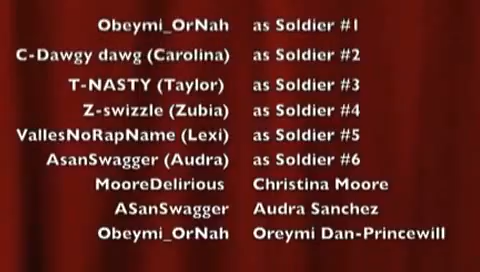 Obeymi_OrNah as Soldier #1
C-Dawgy dawg (Carolina) as Soldier #2
T-NASTY (Taylor) as Soldier #3
Z-swizzle (Zubia) as Soldier #4
VallesNoRapName (Lexi) as Soldier #5
AsanSwagger (Audra) as Soldier #6
MooreDelirious Christina Moore
ASanSwagger Audra Sanchez
Obeymi_OrNah Oreymi Dan-Princewill